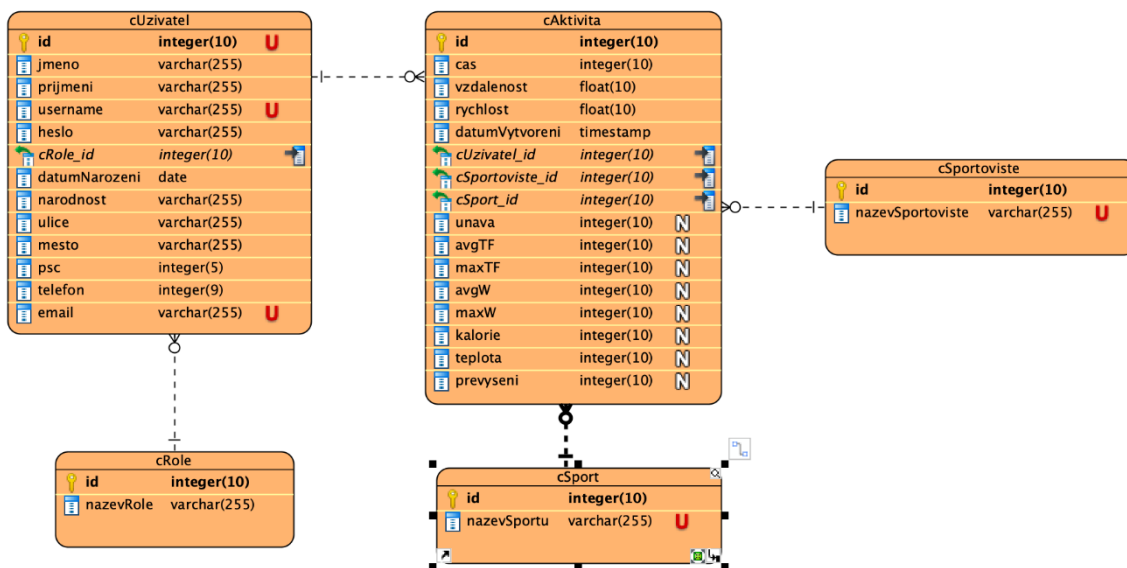 cUzivatel
id integer(10) U
jmeno varchar(255)
prijmeni varchar(255)
username varchar(255) U
heslo varchar(255)
cRole_id integer(10)
datumNarozeni date
narodnost varchar(255)
ulice varchar(255)
mesto varchar(255)
psc integer(5)
telefon integer(9)
email varchar(255) U
cAktivita
id integer(10)
cas integer(10)
vzdalenost float(10)
rychlost float(10)
datumVytvoreni timestamp
cUzivatel_id integer(10)
cSportoviste_id integer(10)
cSport_id integer(10)
unava integer(10) N
avgTF integer(10) N
maxTF integer(10) N
avgW integer(10) N
maxW integer(10) N
kalorie integer(10) N
teplota integer(10) N
prevyseni integer(10) N
cSportoviste
id integer(10)
nazevSportoviste varchar(255) U
cRole
id integer(10)
nazevRole varchar(255)
cSport
id integer(10)
nazevSportu varchar(255) U